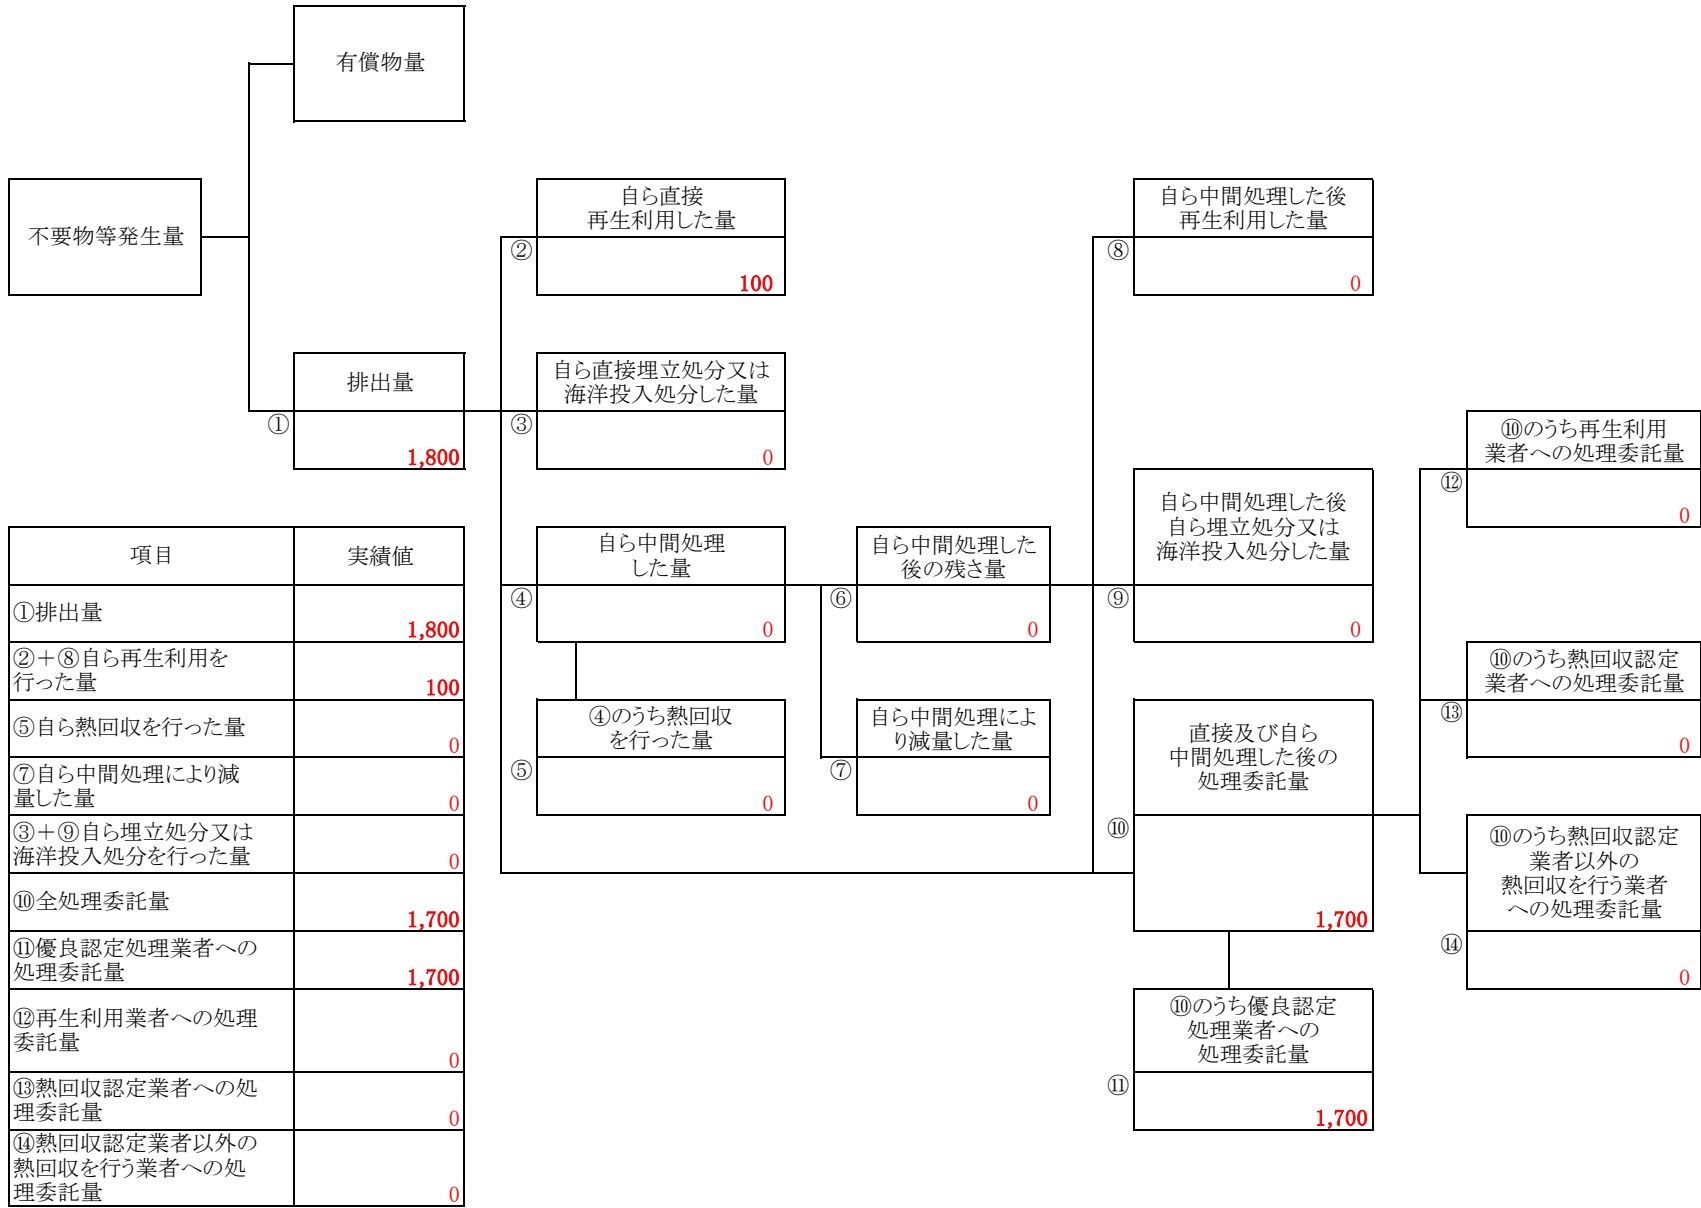 有償物量
不要物等発生量
排出量
①
1,800
自ら直接
再生利用した量
②
100
自ら直接埋立処分又は
海洋投入処分した量
③
0
自ら中間処理
した量
④
0
④のうち熱回収
を行った量
⑤
0
自ら中間処理した
後の残さ量
⑥
0
自ら中間処理によ
り減量した量
⑦
0
自ら中間処理した後
再生利用した量
⑧
0
自ら中間処理した後
自ら埋立処分又は
海洋投入処分した量
⑨
0
直接及び自ら
中間処理した後の
処理委託量
⑩
1,700
⑩のうち優良認定
処理業者への
処理委託量
⑪
1,700
⑩のうち再生利用
業者への処理委託量
⑫
0
⑩のうち熱回収認定
業者への処理委託量
⑬
0
⑩のうち熱回収認定
業者以外の
熱回収を行う業者
への処理委託量
⑭
0
項目
実績値
①排出量
1,800
②＋⑧自ら再生利用を
行った量
100
⑤自ら熱回収を行った量
0
⑦自ら中間処理により減
量した量
0
③＋⑨自ら埋立処分又は
海洋投入処分を行った量
0
⑩全処理委託量
1,700
⑪優良認定処理業者への
処理委託量
1,700
⑫再生利用業者への処理
委託量
0
⑬熱回収認定業者への処
理委託量
0
⑭熱回収認定業者以外の
熱回収を行う業者への処
理委託量
0